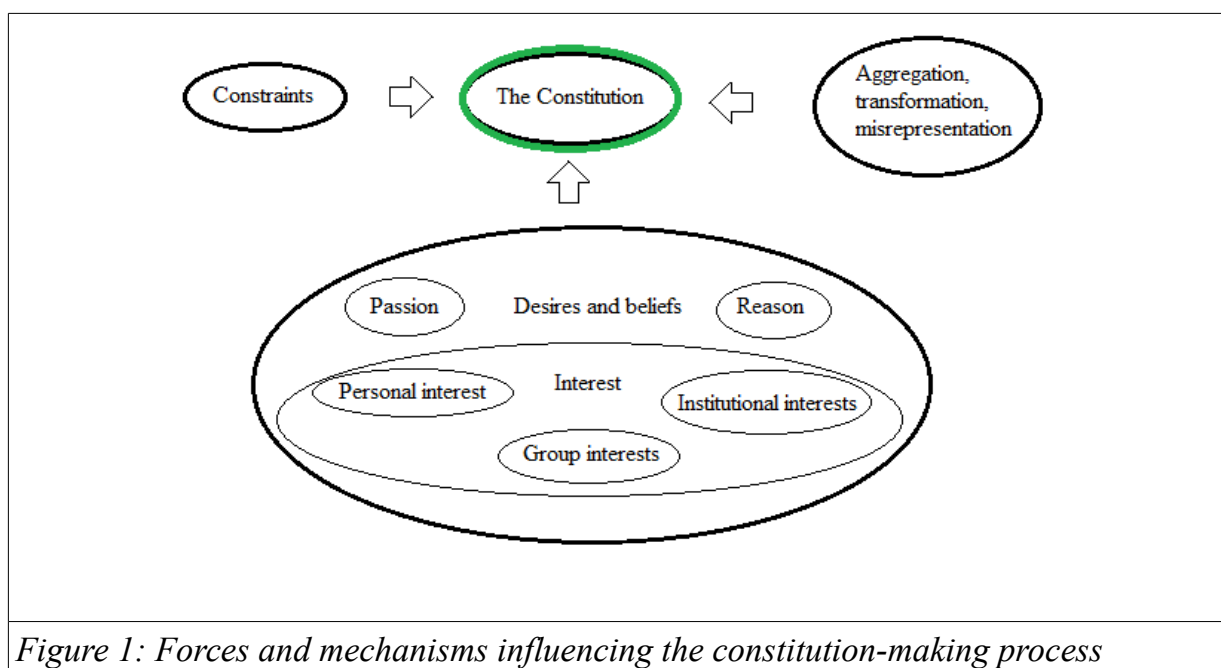 Constraints
The Constitution
Aggregation,
transformation,
misrepresentation
Passion
Desires and beliefs
Reason
Personal interest
Interest
Institutional interests
Group interests
Figure 1: Forces and mechanisms influencing the constitution-making process